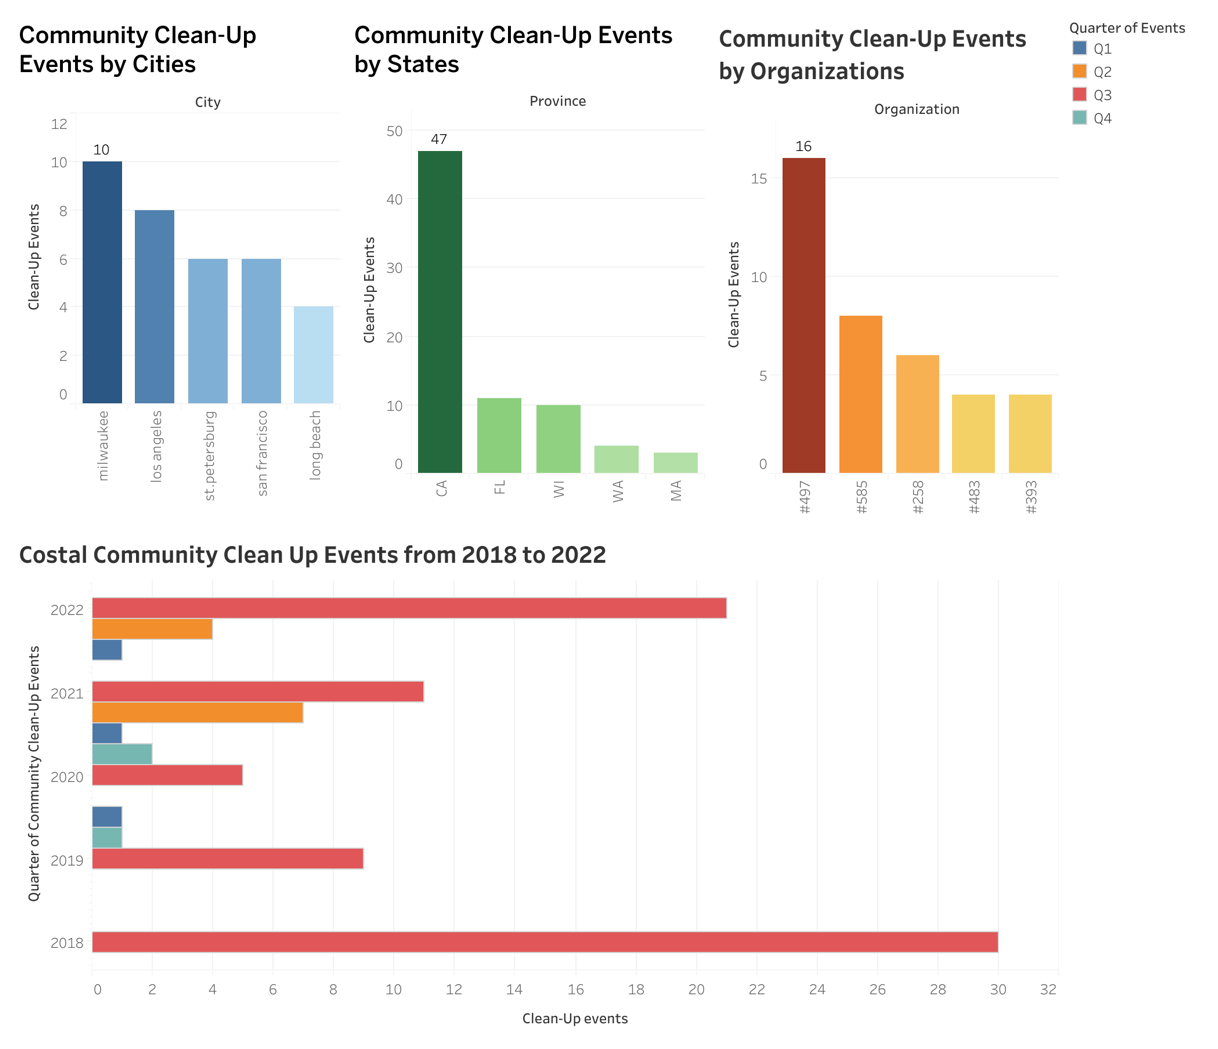 Community Clean-Up
Events by Cities
City
12
10
8
6
4
2
0
Clean-Up Events
10
milwaukee
los angeles
st.petersburg
san francisco
long beach
Community Clean-Up Events
by States
Province
50
40
30
20
10
0
Clean-Up Events
47
CA
FL
WI
WA
MA
Community Clean-Up Events
by Organizations
Organization
15
10
5
0
Clean-Up Events
16
#497
#585
#258
#483
#393
Quarter of Events
Q1
Q2
Q3
Q4
Costal Community Clean Up Events from 2018 to 2022
Quarter of Community Clean-Up Events
2022
2021
2020
2019
2018
0 2 4 6 8 10 12 14 16 18 20 22 24 26 28 30 32
Clean-Up events